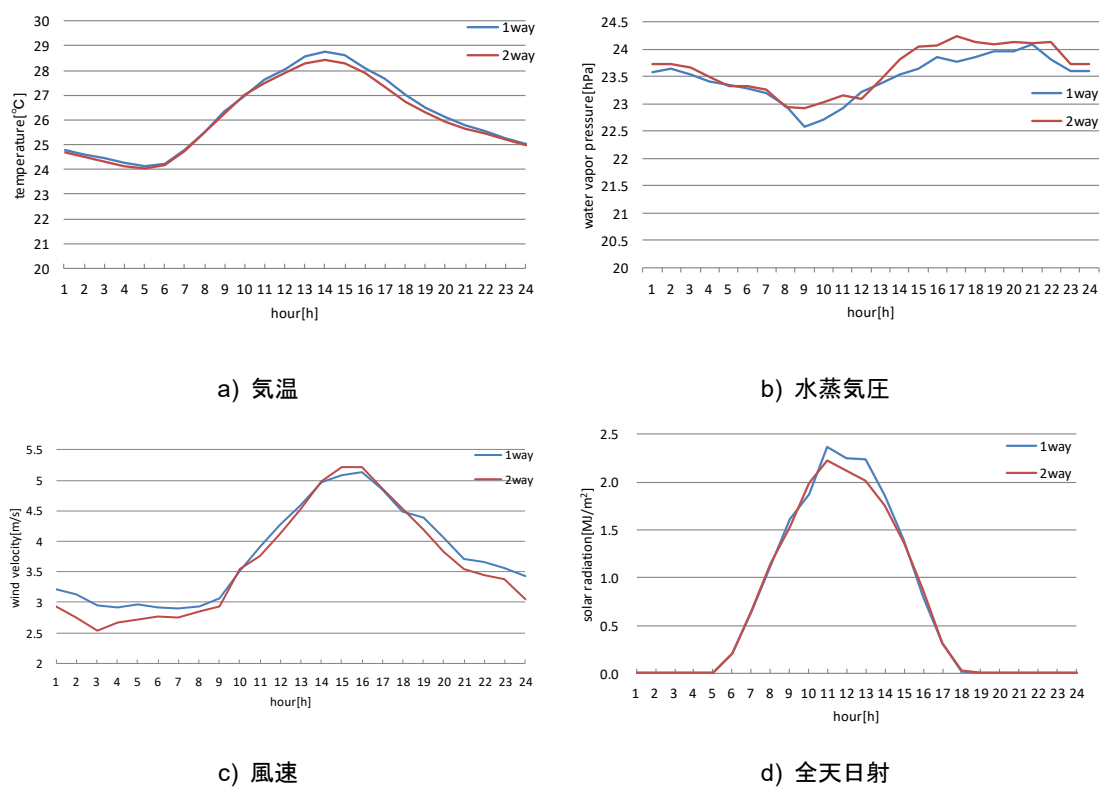 30
29
28
27
26
25
24
23
22
21
20
temperature[℃]
1way
2way
1 2 3 4 5 6 7 8 9 10 11 12 13 14 15 16 17 18 19 20 21 22 23 24
hour[h]
a) 気温
24.5
24
23.5
23
22.5
22
21.5
21
20.5
20
water vapor pressure[hPa]
1way
2way
1 2 3 4 5 6 7 8 9 10 11 12 13 14 15 16 17 18 19 20 21 22 23 24
hour[h]
b) 水蒸気圧
5.5
5
4.5
4
3.5
3
2.5
2
wind velocity[m/s]
1way
2way
1 2 3 4 5 6 7 8 9 10 11 12 13 14 15 16 17 18 19 20 21 22 23 24
hour[h]
c) 風速
2.5
2.0
1.5
1.0
0.5
0.0
solar radiation[MJ/m²]
1way
2way
1 2 3 4 5 6 7 8 9 10 11 12 13 14 15 16 17 18 19 20 21 22 23 24
hour[h]
d) 全天日射